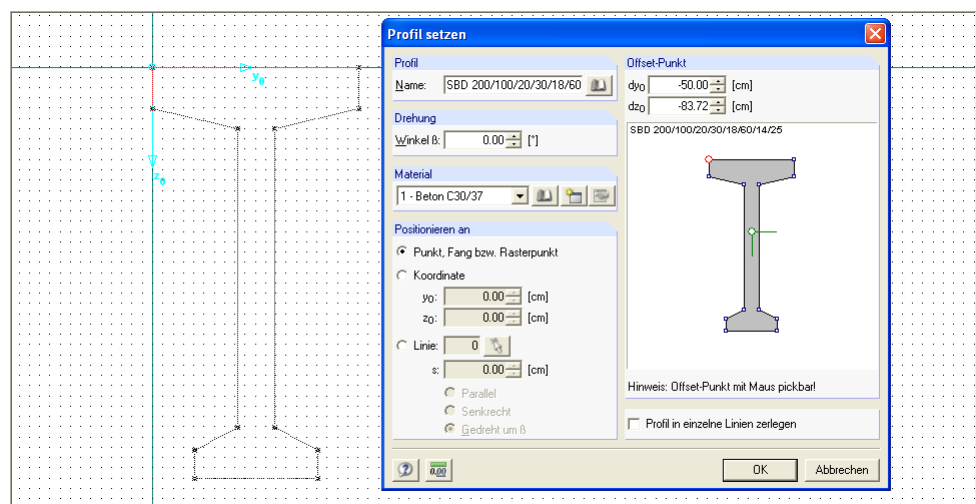 Profil setzen
Profil
Name: SBD 200/100/20/30/18/60
Drehung
Winkel ß: 0.00 [°]
Material
1 - Beton C30/37
Positionieren an
Punkt, Fang bzw. Rasterpunkt
Koordinate
y0: 0.00 [cm]
z0: 0.00 [cm]
Linie: 0
s: 0.00 [cm]
Parallel
Senkrecht
Gedreht um ß
Offset-Punkt
dy0 -50.00 [cm]
dz0 -83.72 [cm]
SBD 200/100/20/30/18/60/14/25
Hinweis: Offset-Punkt mit Maus pickbar!
Profil in einzelne Linien zerlegen
0.00
OK
Abbrechen
y0
z0